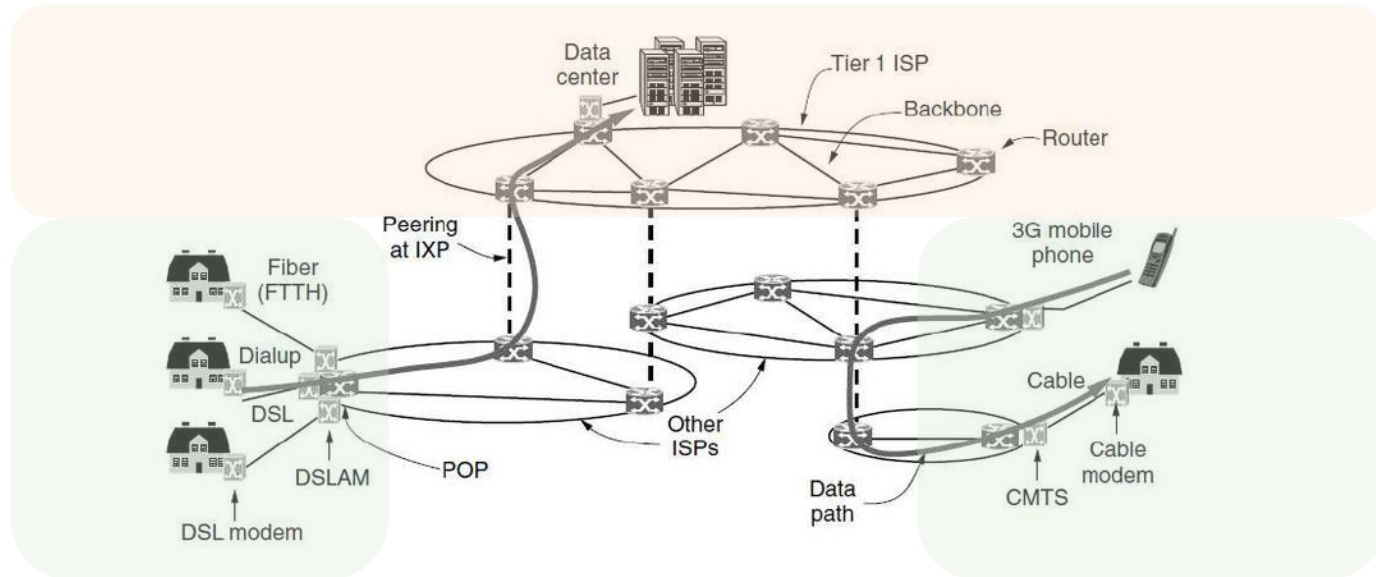 Data
center
Tier 1 ISP
Backbone
Router
Peering
at IXP
3G mobile
phone
Fiber
(FTTH)
Dialup
DSL
Cable
Other
ISPs
POP
DSLAM
DSL modem
Data
path
CMTS
Cable
modem